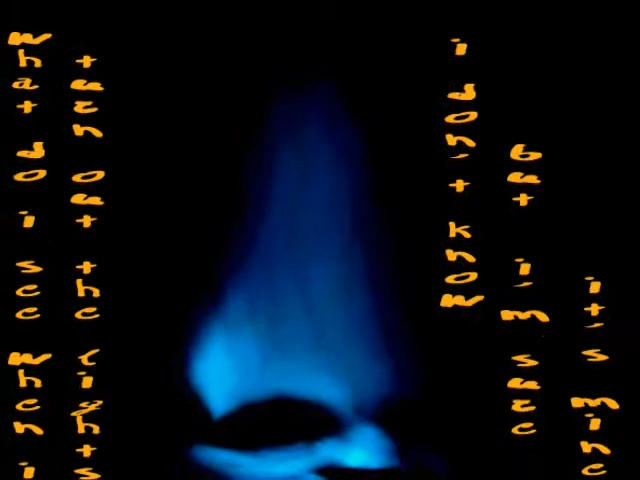 what do i see when i
turn out the lights
i don't know
but i'm sure
it's mine